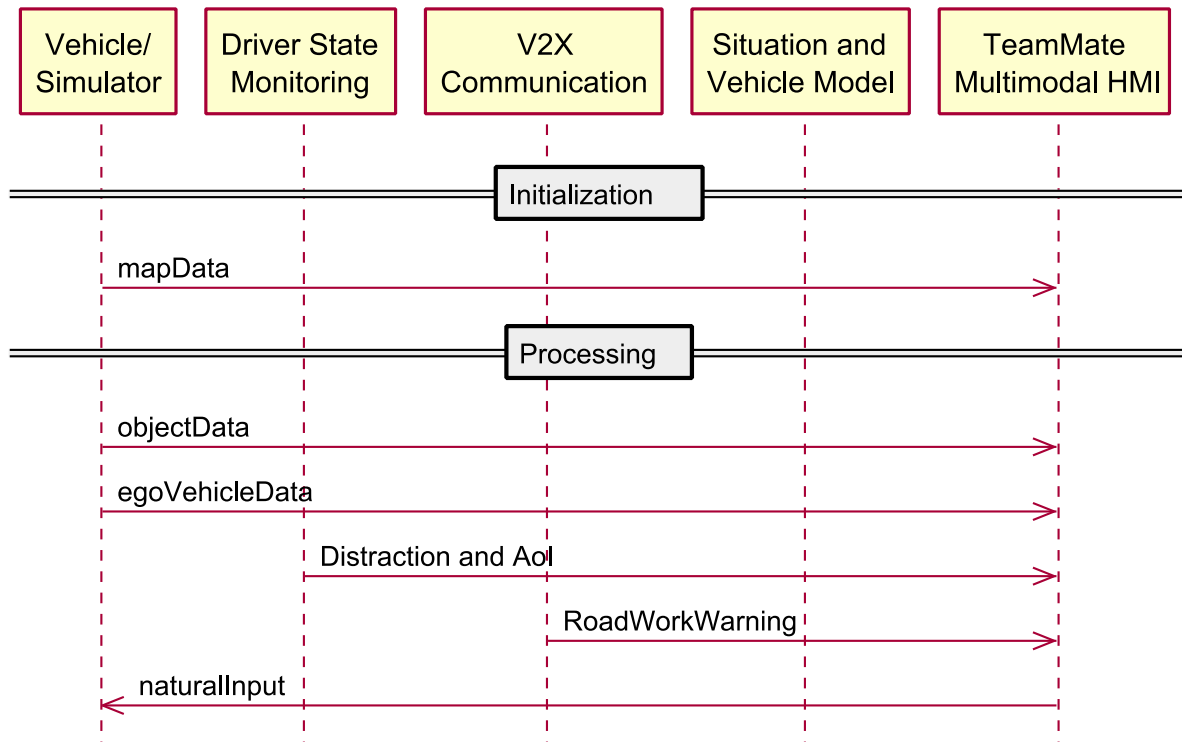 Vehicle/
Simulator
Driver State
Monitoring
V2X
Communication
Situation and
Vehicle Model
TeamMate
Multimodal HMI
Initialization
mapData
Processing
objectData
egoVehicleData
Distraction and AoI
RoadWorkWarning
naturalInput